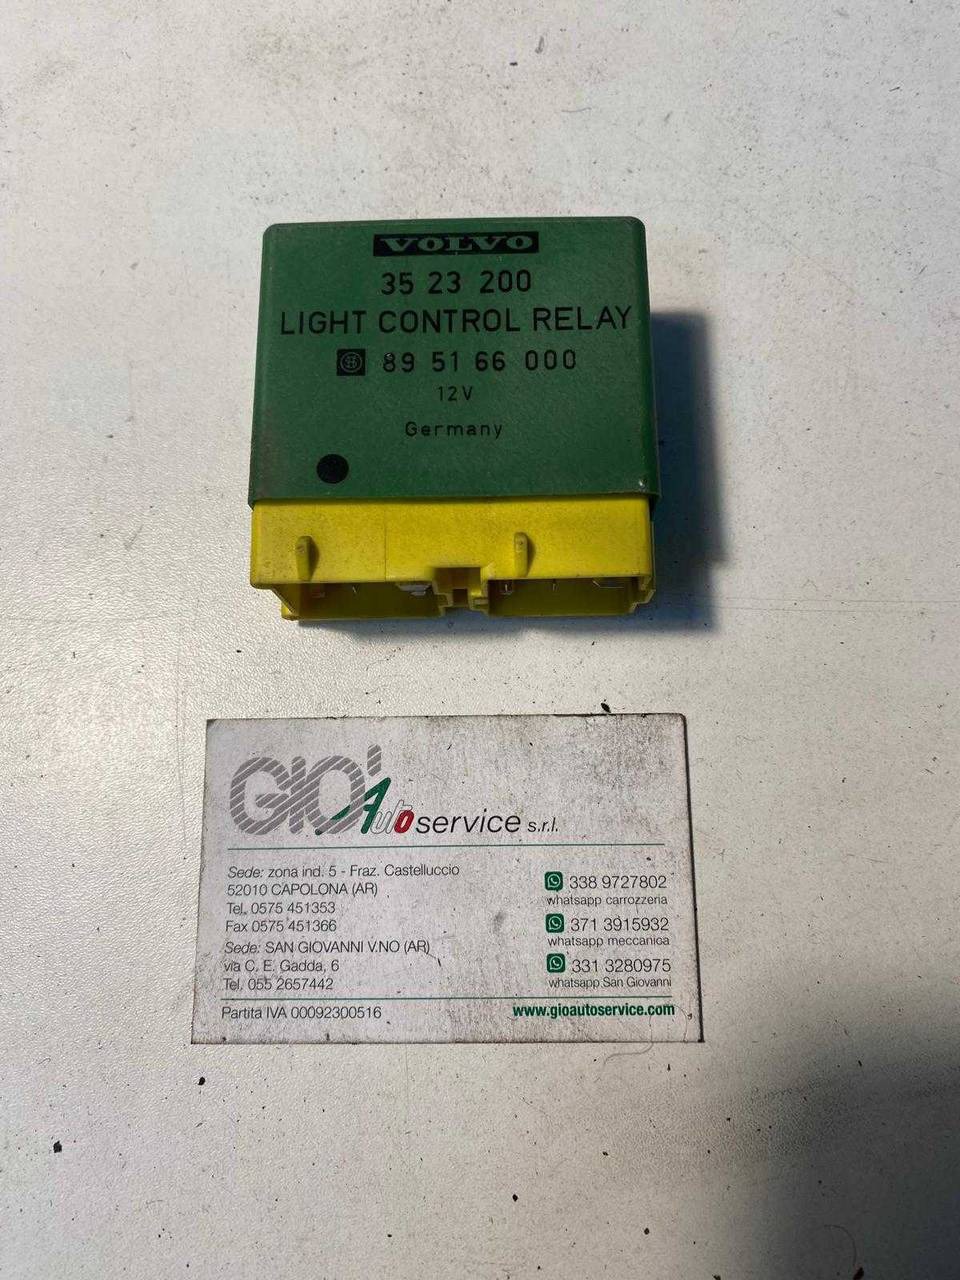 VOLVO
35 23 200
LIGHT CONTROL RELAY
89 51 66 000
12V
Germany
GIO' Autoservice s.r.l.
Sede: zona ind. 5 - Fraz. Castelluccio
52010 CAPOLONA (AR)
Tel. 0575 451353
Fax 0575 451366
Sede: SAN GIOVANNI V.NO (AR)
via C. E. Gadda, 6
Tel. 055 2657442
338 9727802
whatsapp carrozzeria
371 3915932
whatsapp meccanica
331 3280975
whatsapp San Giovanni
Partita IVA 00092300516
www.gioautoservice.com